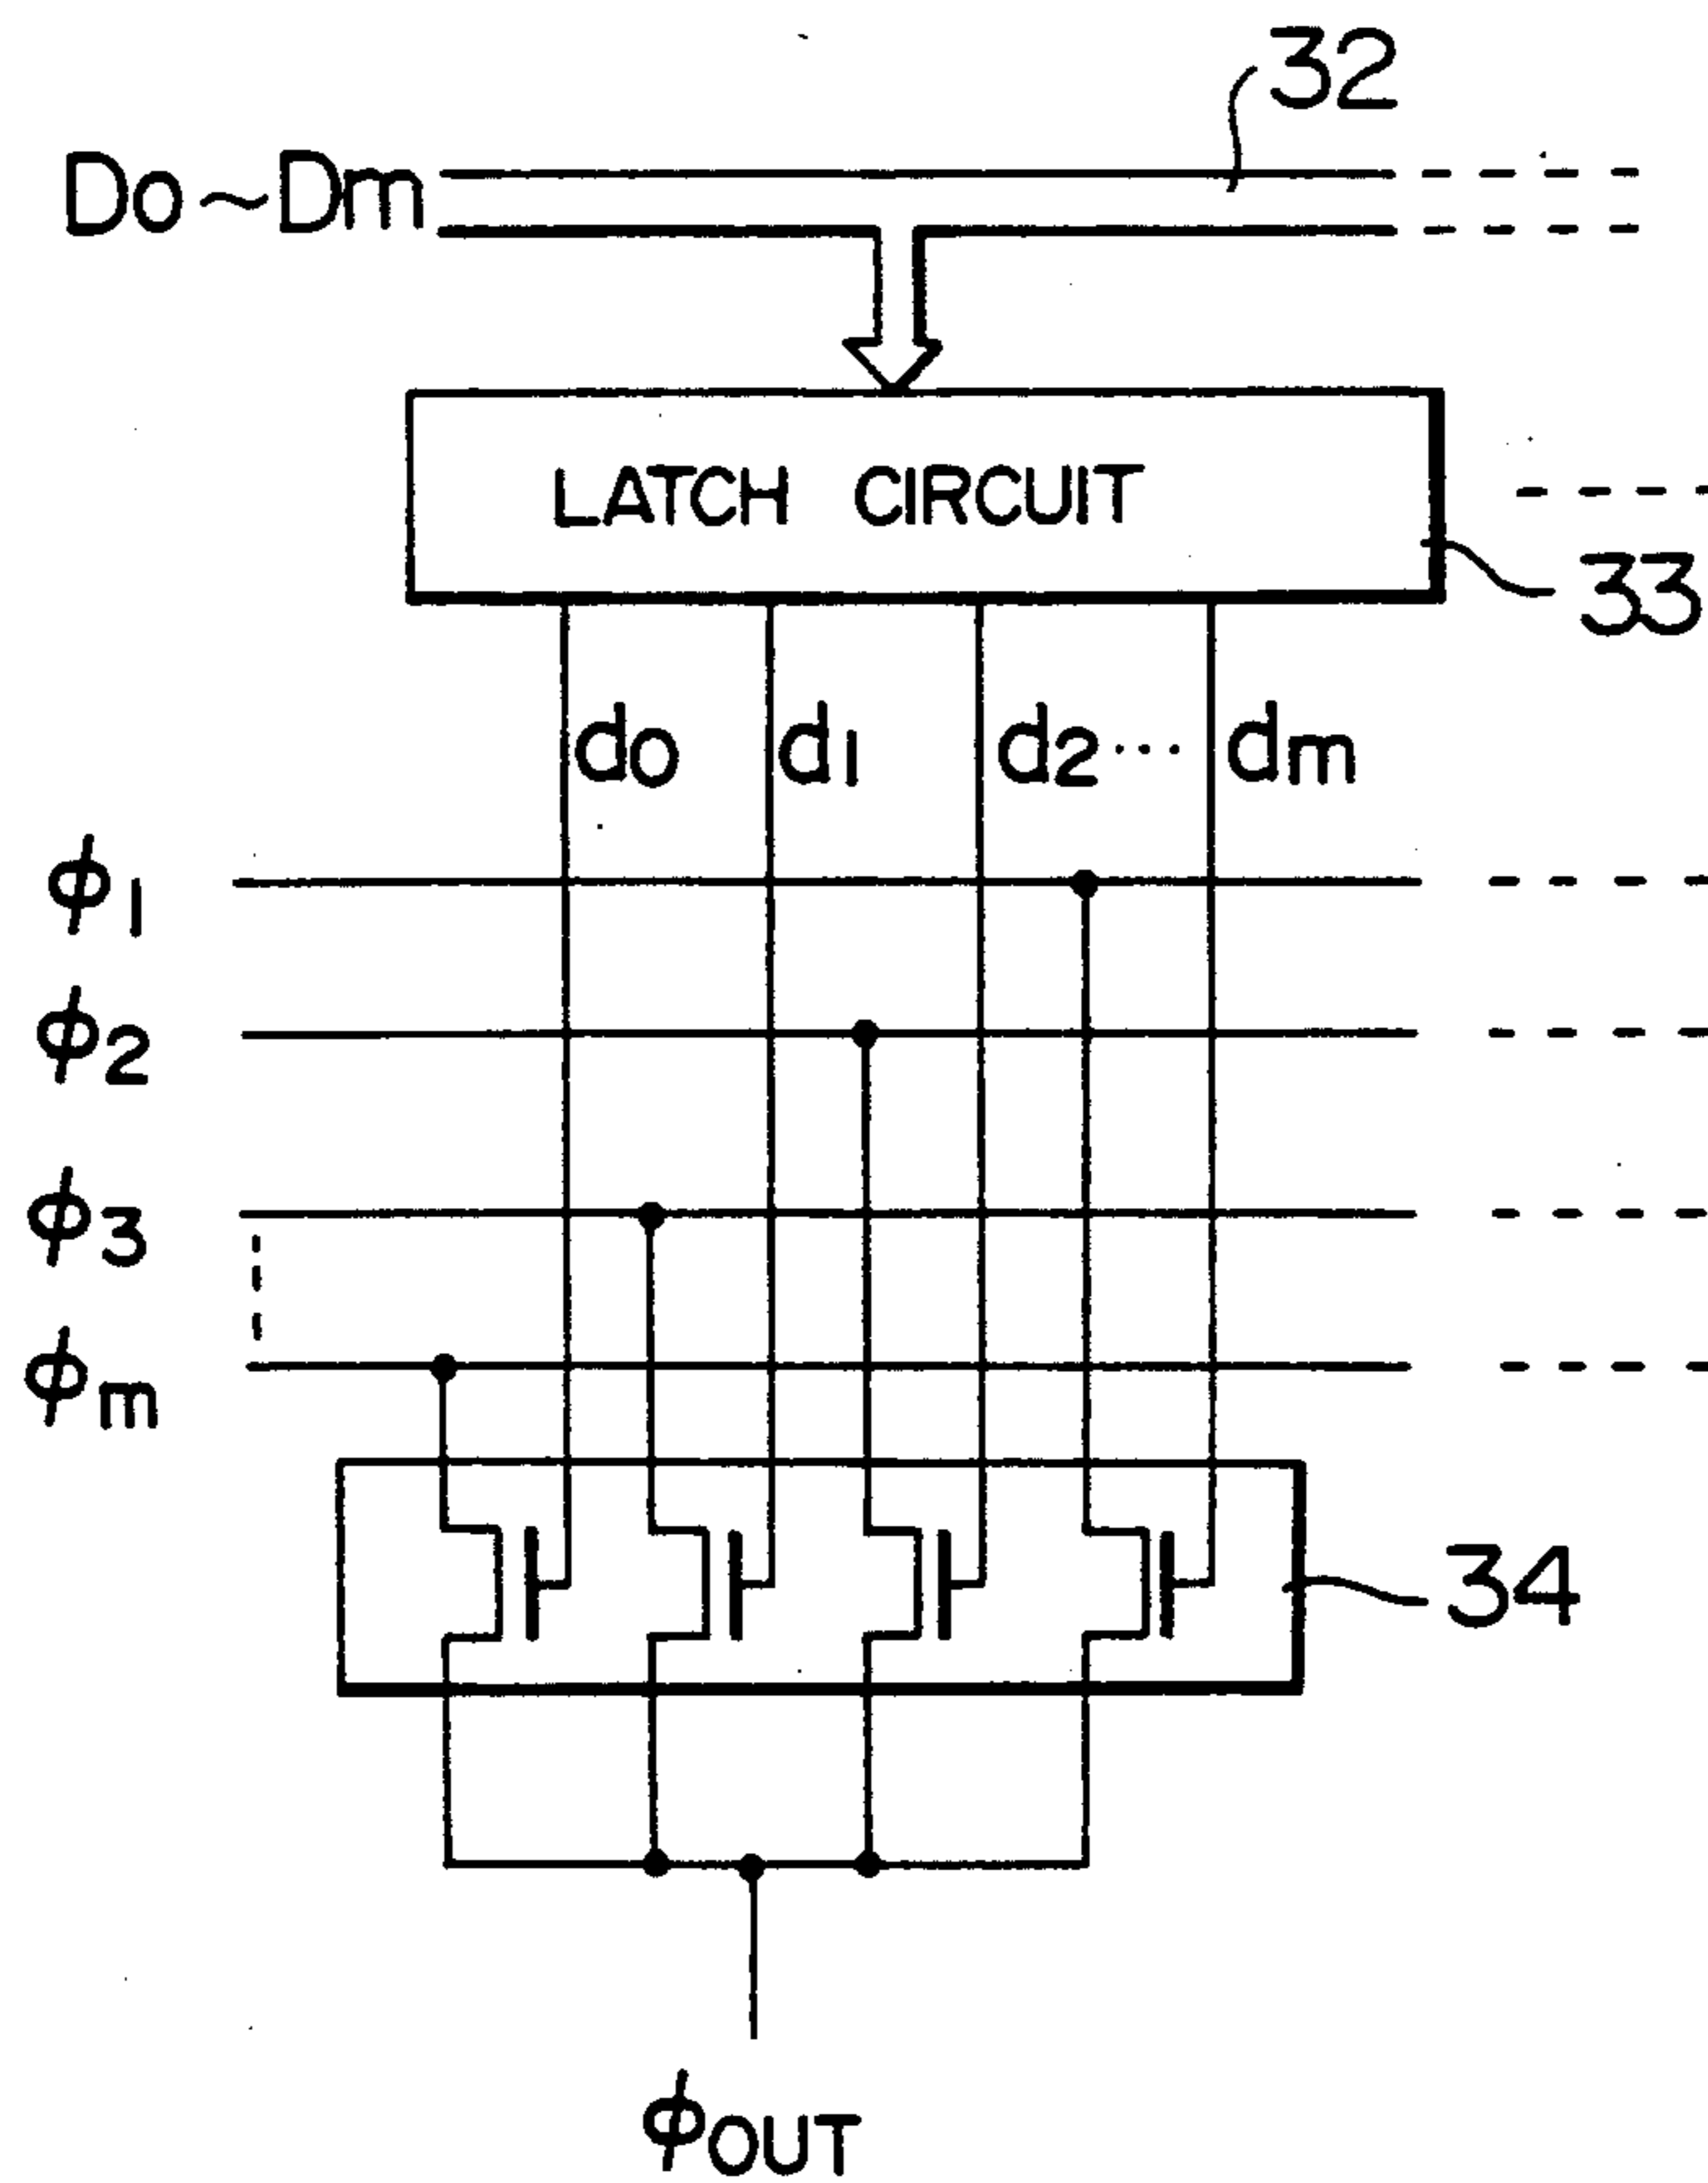 32
Do~Dm
LATCH CIRCUIT
33
do d1 d2... dm
ϕ1
ϕ2
ϕ3
ϕm
34
ϕOUT